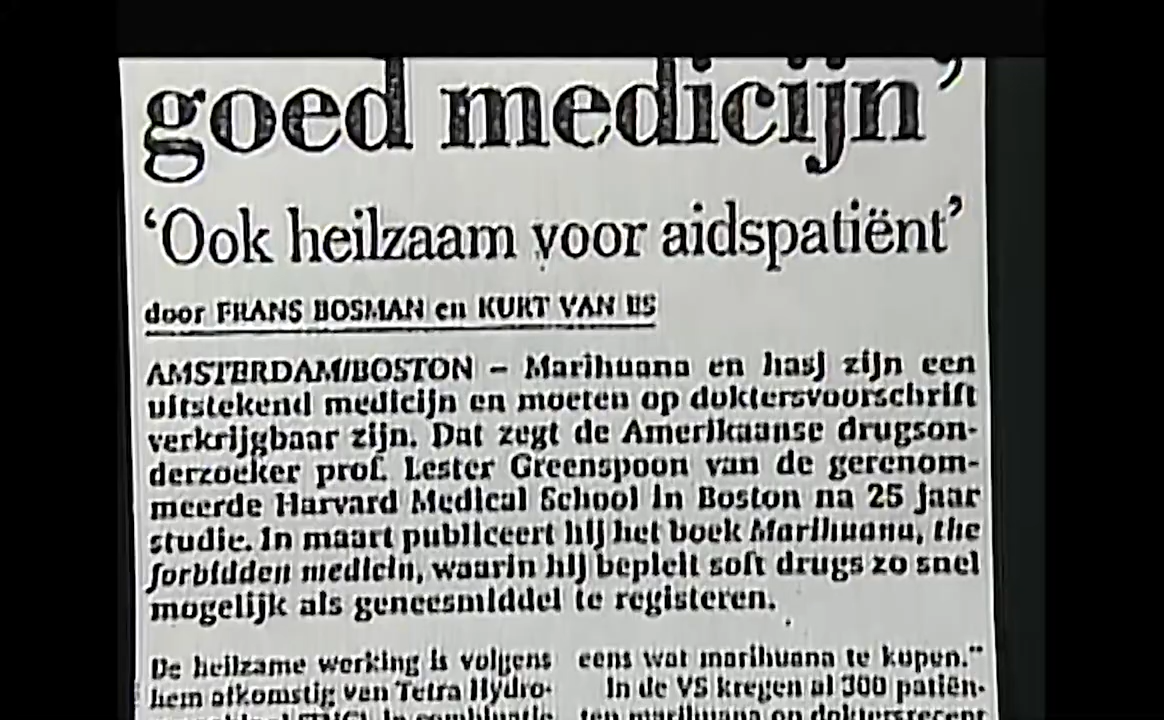 goed medicijn’
‘Ook heilzaam voor aidspatiënt’
door FRANS BOSMAN en KURT VAN ES
AMSTERDAM/BOSTON – Marihuana en hasj zijn een
uitstekend medicijn en moeten op doktersvoorschrift
verkrijgbaar zijn. Dat zegt de Amerikaanse drugson-
derzoeker prof. Lester Greenspoon van de gerenom-
meerde Harvard Medical School in Boston na 25 jaar
studie. In maart publiceert hij het boek Marihuana, the
forbidden medicin, waarin hij bepleit soft drugs zo snel
mogelijk als geneesmiddel te registeren.
De heilzame werking is volgens
hem afkomstig van Tetra Hydro-
eens wat marihuana te kopen.”
In de VS kregen al 300 patiën-
ten marihuana op doktersrecept